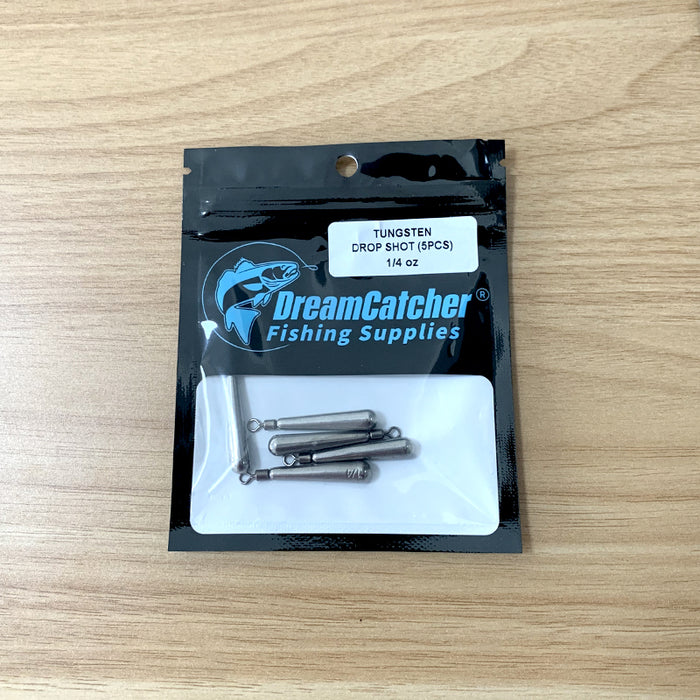 TUNGSTEN
DROP SHOT (5PCS)
1/4 oz
DreamCatcher®
Fishing Supplies
1/4